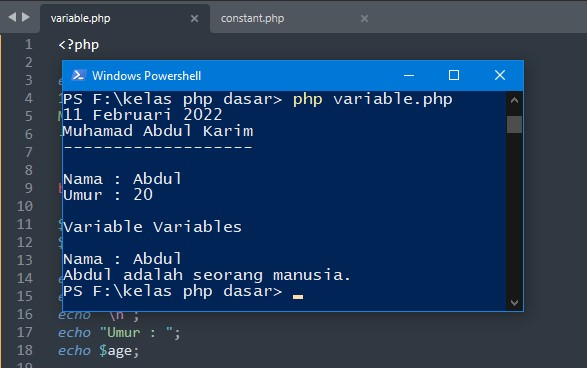 variable.php
constant.php
1 <?php
2
3
4
5
6
7
8
9
10
11
12
13
14
15
16 echo "\n";
17 echo "Umur : ";
18 echo $age;
Windows Powershell
PS F:\kelas php dasar> php variable.php
11 Februari 2022
Muhamad Abdul Karim
-------------------
Nama : Abdul
Umur : 20
Variable Variables
Nama : Abdul
Abdul adalah seorang manusia.
PS F:\kelas php dasar>